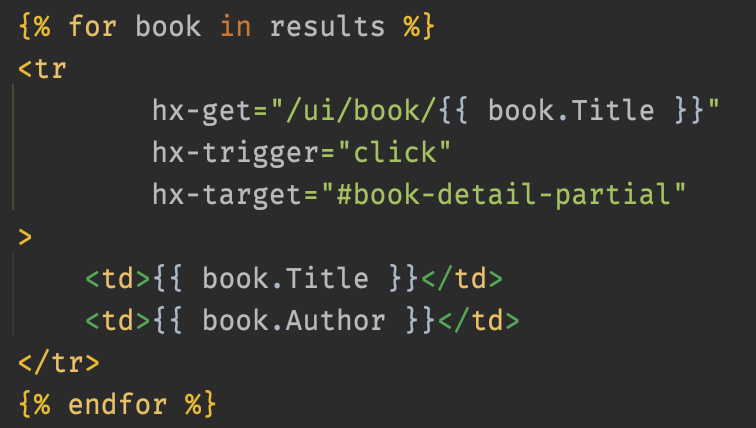 {% for book in results %}
<tr
        hx-get="/ui/book/{{ book.Title }}"
        hx-trigger="click"
        hx-target="#book-detail-partial"
>
    <td>{{ book.Title }}</td>
    <td>{{ book.Author }}</td>
</tr>
{% endfor %}